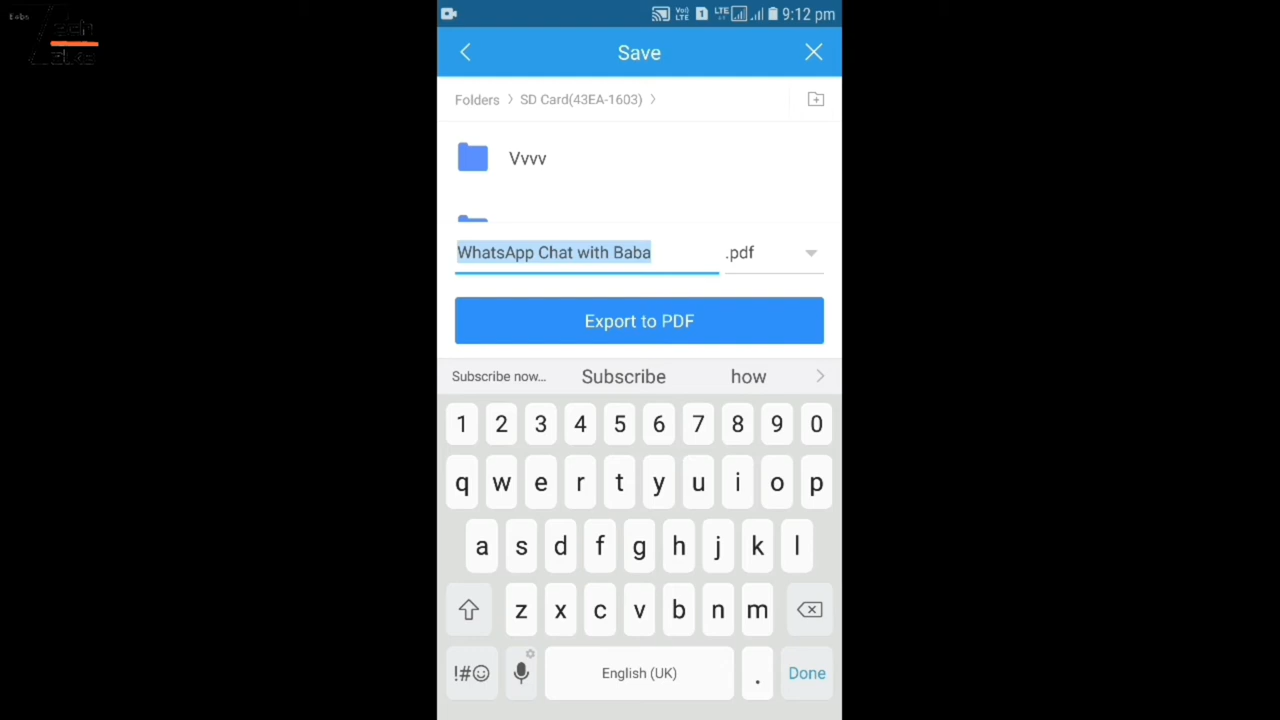 9:12 pm
Save
Folders > SD Card(43EA-1603) >
Vvvv
WhatsApp Chat with Baba .pdf
Export to PDF
Subscribe now... Subscribe how
1 2 3 4 5 6 7 8 9 0
q w e r t y u i o p
a s d f g h j k l
z x c v b n m
!#☺ English (UK) . Done